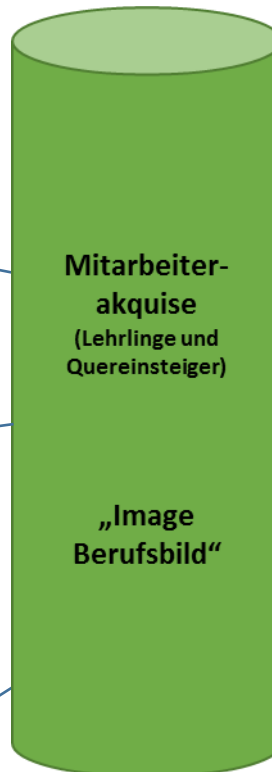 Mitarbeiter-
akquise
(Lehrlinge und
Quereinsteiger)
„Image
Berufsbild“